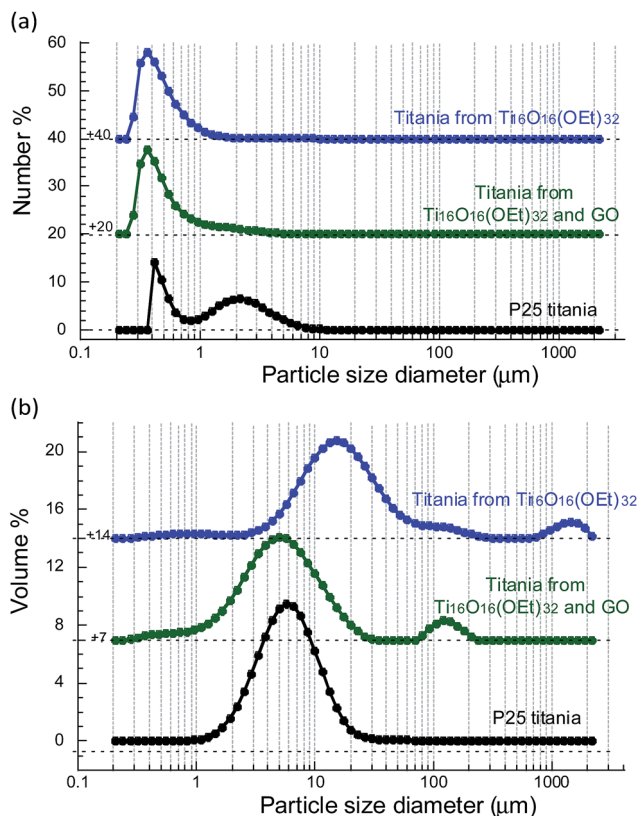 (a)
60
50
40
30
20
10
0
+40
+20
Number %
Titania from Ti16O16(OEt)32
Titania from
Ti16O16(OEt)32 and GO
P25 titania
0.1
1
10
100
1000
Particle size diameter (µm)
(b)
20
16
12
8
4
0
+14
+7
Volume %
Titania from Ti16O16(OEt)32
Titania from
Ti16O16(OEt)32 and GO
P25 titania
0.1
1
10
100
1000
Particle size diameter (µm)